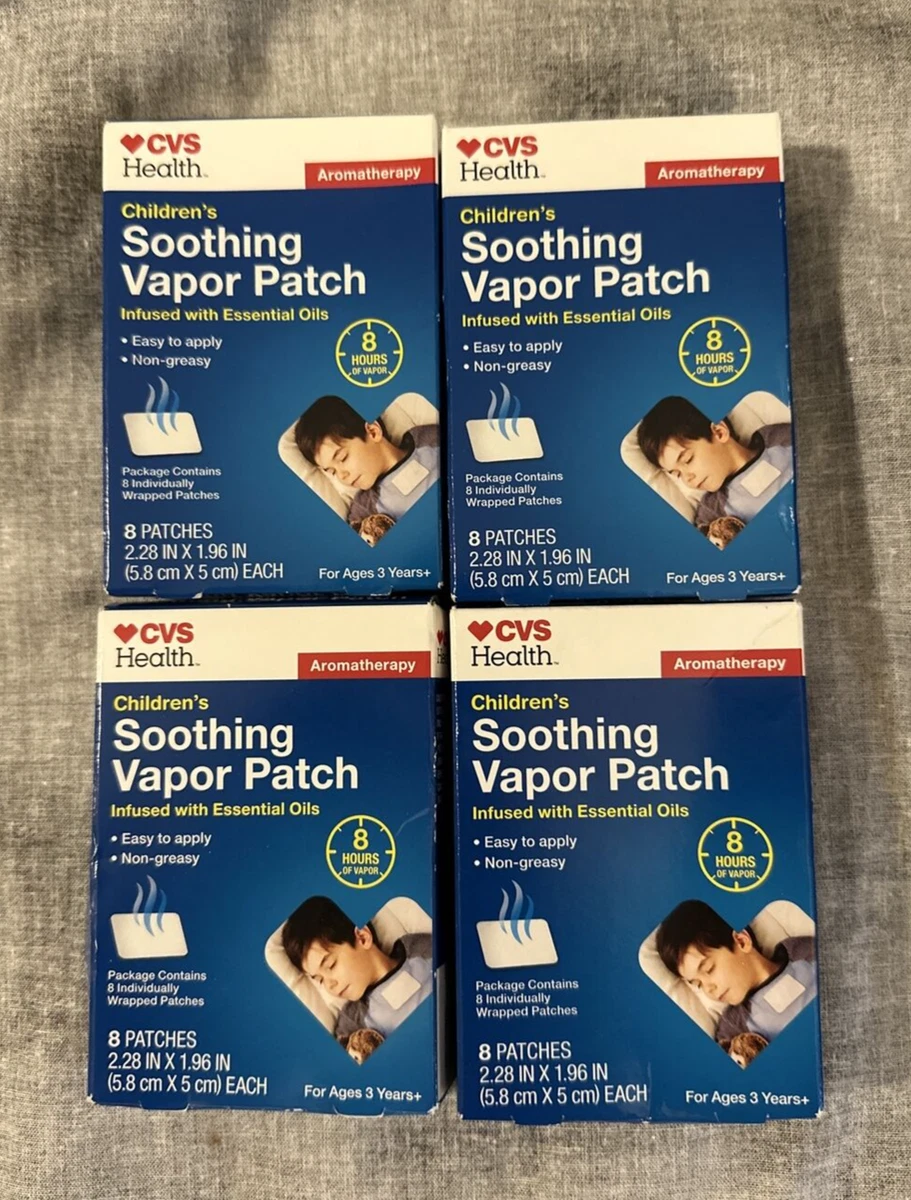 CVS
Health™
Aromatherapy
Children's
Soothing
Vapor Patch
Infused with Essential Oils
• Easy to apply
• Non-greasy
8
HOURS
OF VAPOR
Package Contains
8 Individually
Wrapped Patches
8 PATCHES
2.28 IN X 1.96 IN
(5.8 cm X 5 cm) EACH
For Ages 3 Years+
CVS
Health™
Aromatherapy
Children's
Soothing
Vapor Patch
Infused with Essential Oils
• Easy to apply
• Non-greasy
8
HOURS
OF VAPOR
Package Contains
8 Individually
Wrapped Patches
8 PATCHES
2.28 IN X 1.96 IN
(5.8 cm X 5 cm) EACH
For Ages 3 Years+
CVS
Health™
Aromatherapy
Children's
Soothing
Vapor Patch
Infused with Essential Oils
• Easy to apply
• Non-greasy
8
HOURS
OF VAPOR
Package Contains
8 Individually
Wrapped Patches
8 PATCHES
2.28 IN X 1.96 IN
(5.8 cm X 5 cm) EACH
For Ages 3 Years+
CVS
Health™
Aromatherapy
Children's
Soothing
Vapor Patch
Infused with Essential Oils
• Easy to apply
• Non-greasy
8
HOURS
OF VAPOR
Package Contains
8 Individually
Wrapped Patches
8 PATCHES
2.28 IN X 1.96 IN
(5.8 cm X 5 cm) EACH
For Ages 3 Years+